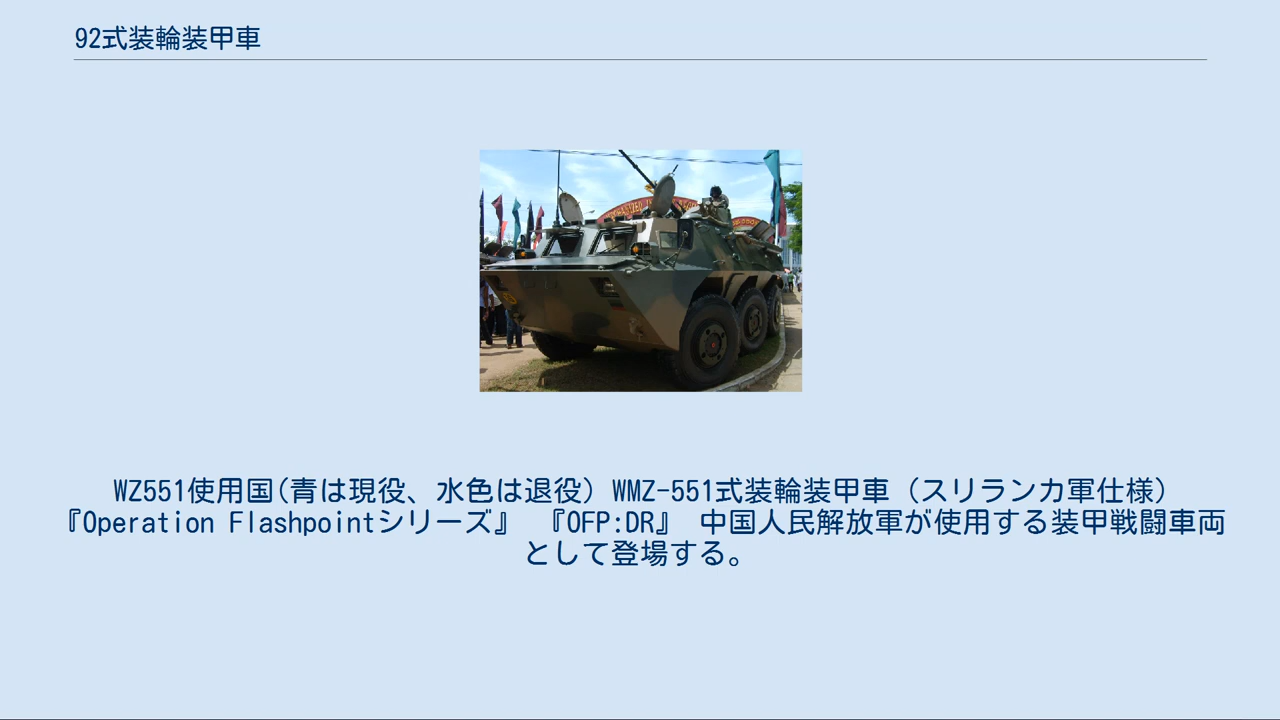 92式装輪装甲車
WZ551使用国(青は現役、水色は退役) WMZ-551式装輪装甲車 (スリランカ軍仕様)
『Operation Flashpointシリーズ』 『OFP:DR』 中国人民解放軍が使用する装甲戦闘車両
として登場する。